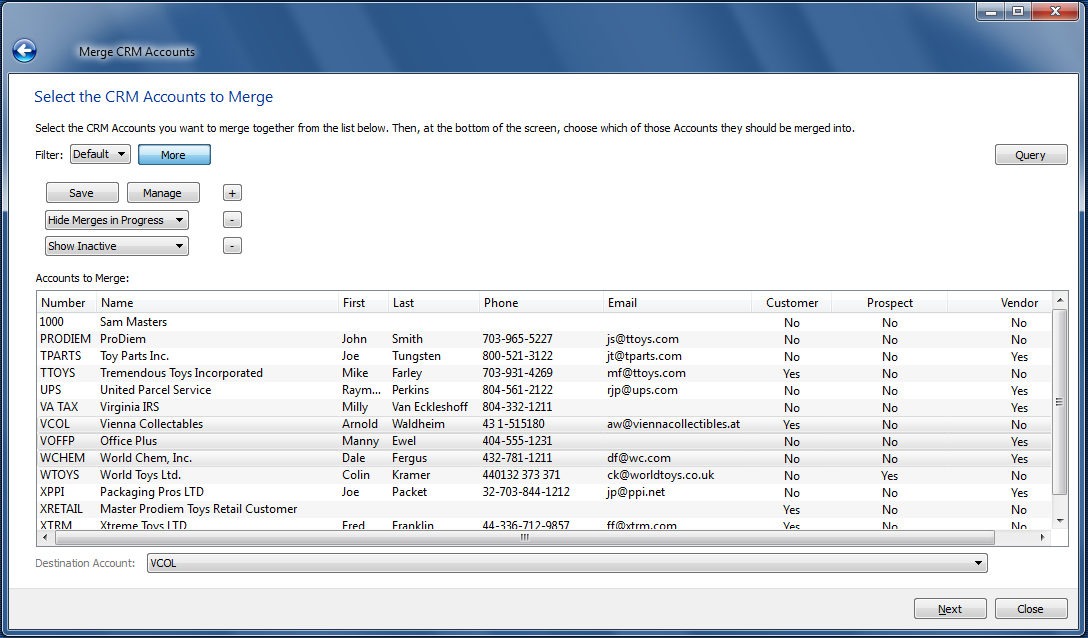 Merge CRM Accounts
Select the CRM Accounts to Merge
Select the CRM Accounts you want to merge together from the list below. Then, at the bottom of the screen, choose which of those Accounts they should be merged into.
Filter: Default More Query
Save Manage +
Hide Merges in Progress -
Show Inactive -
Accounts to Merge:
Number Name First Last Phone Email Customer Prospect Vendor
1000 Sam Masters No No No
PRODIEM ProDiem John Smith 703-965-5227 js@ttoys.com No No No
TPARTS Toy Parts Inc. Joe Tungsten 800-521-3122 jt@tparts.com No No Yes
TTOYS Tremendous Toys Incorporated Mike Farley 703-931-4269 mf@ttoys.com Yes No No
UPS United Parcel Service Raym... Perkins 804-561-2122 rjp@ups.com No No Yes
VA TAX Virginia IRS Milly Van Eckleshoff 804-332-1211 No No Yes
VCOL Vienna Collectables Arnold Waldheim 43 1-515180 aw@viennacollectibles.at Yes No No
VOFFP Office Plus Manny Ewel 404-555-1231 No No Yes
WCHEM World Chem, Inc. Dale Fergus 432-781-1211 df@wc.com No No Yes
WTOYS World Toys Ltd. Colin Kramer 440132 373 371 ck@worldtoys.co.uk No Yes No
XPPI Packaging Pros LTD Joe Packet 32-703-844-1212 jp@ppi.net No No Yes
XRETAIL Master Prodiem Toys Retail Customer Yes No No
XTRM Xtreme Toys LTD Fred Franklin 44-336-712-9857 ff@xtrm.com Yes No No
Destination Account: VCOL
Next Close